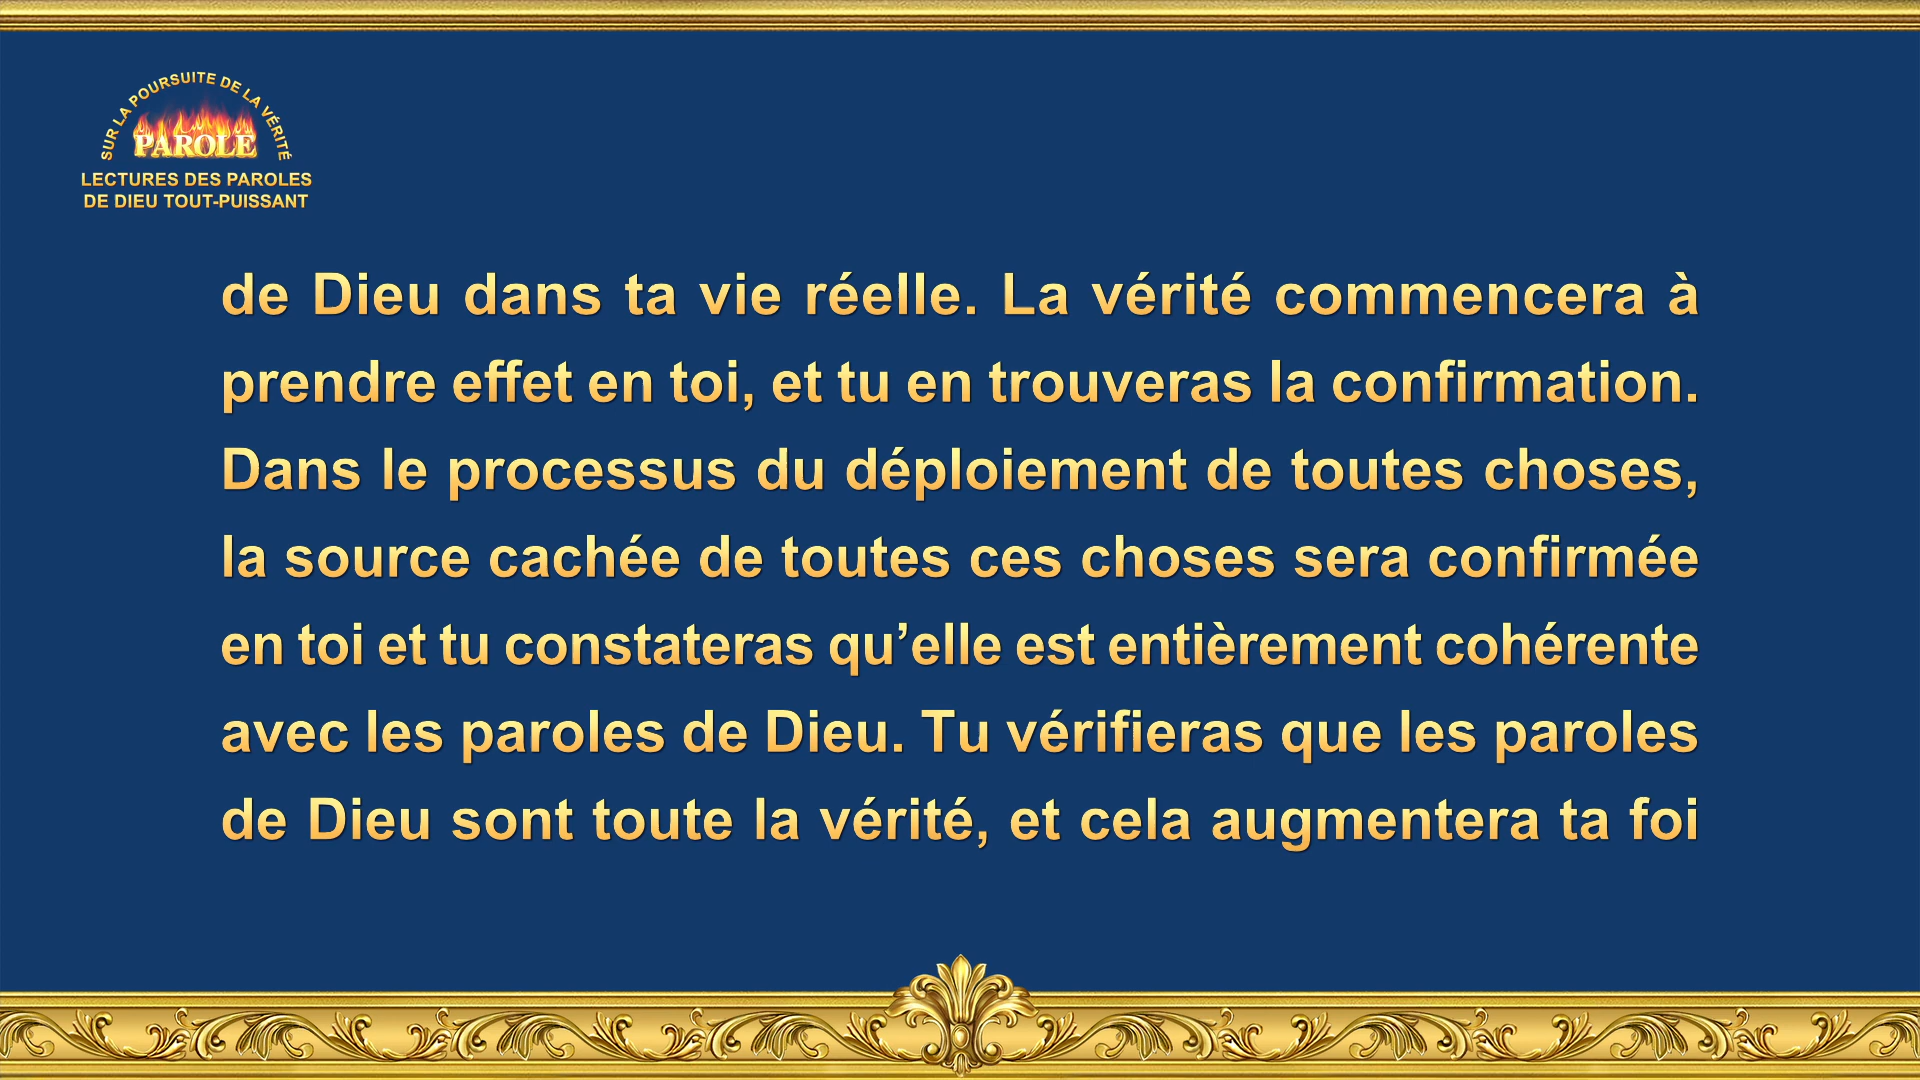 SUR LA POURSUITE DE LA VÉRITÉ
PAROLE
LECTURES DES PAROLES
DE DIEU TOUT-PUISSANT
de Dieu dans ta vie réelle. La vérité commencera à
prendre effet en toi, et tu en trouveras la confirmation.
Dans le processus du déploiement de toutes choses,
la source cachée de toutes ces choses sera confirmée
en toi et tu constateras qu’elle est entièrement cohérente
avec les paroles de Dieu. Tu vérifieras que les paroles
de Dieu sont toute la vérité, et cela augmentera ta foi